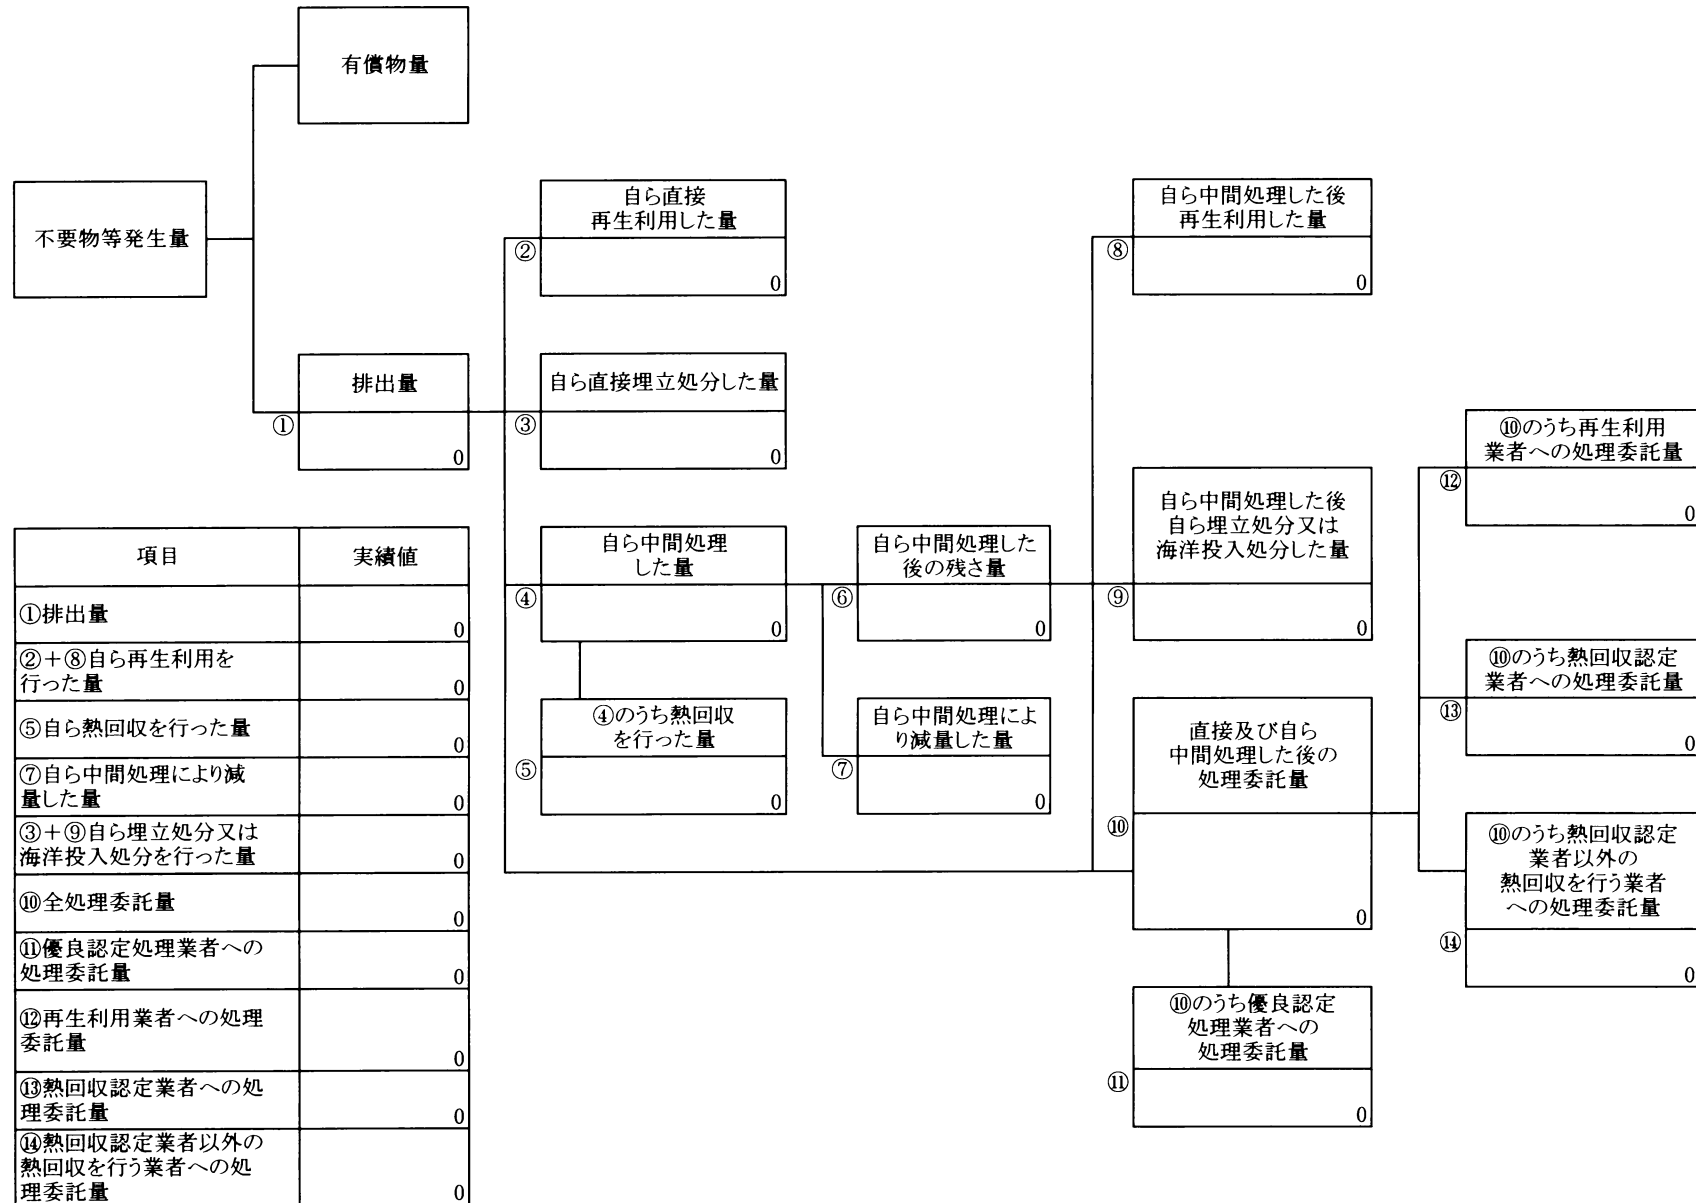 有償物量
不要物等発生量
排出量
①
0
自ら直接
再生利用した量
②
0
自ら直接埋立処分した量
③
0
自ら中間処理
した量
④
0
④のうち熱回収
を行った量
⑤
0
自ら中間処理した
後の残さ量
⑥
0
自ら中間処理によ
り減量した量
⑦
0
自ら中間処理した後
再生利用した量
⑧
0
自ら中間処理した後
自ら埋立処分又は
海洋投入処分した量
⑨
0
直接及び自ら
中間処理した後の
処理委託量
⑩
0
⑩のうち優良認定
処理業者への
処理委託量
⑪
0
⑩のうち再生利用
業者への処理委託量
⑫
0
⑩のうち熱回収認定
業者への処理委託量
⑬
0
⑩のうち熱回収認定
業者以外の
熱回収を行う業者
への処理委託量
⑭
0
項目 実績値
①排出量
0
②+⑧自ら再生利用を
行った量
0
⑤自ら熱回収を行った量
0
⑦自ら中間処理により減
量した量
0
③+⑨自ら埋立処分又は
海洋投入処分を行った量
0
⑩全処理委託量
0
⑪優良認定処理業者への
処理委託量
0
⑫再生利用業者への処理
委託量
0
⑬熱回収認定業者への処
理委託量
0
⑭熱回収認定業者以外の
熱回収を行う業者への処
理委託量
0